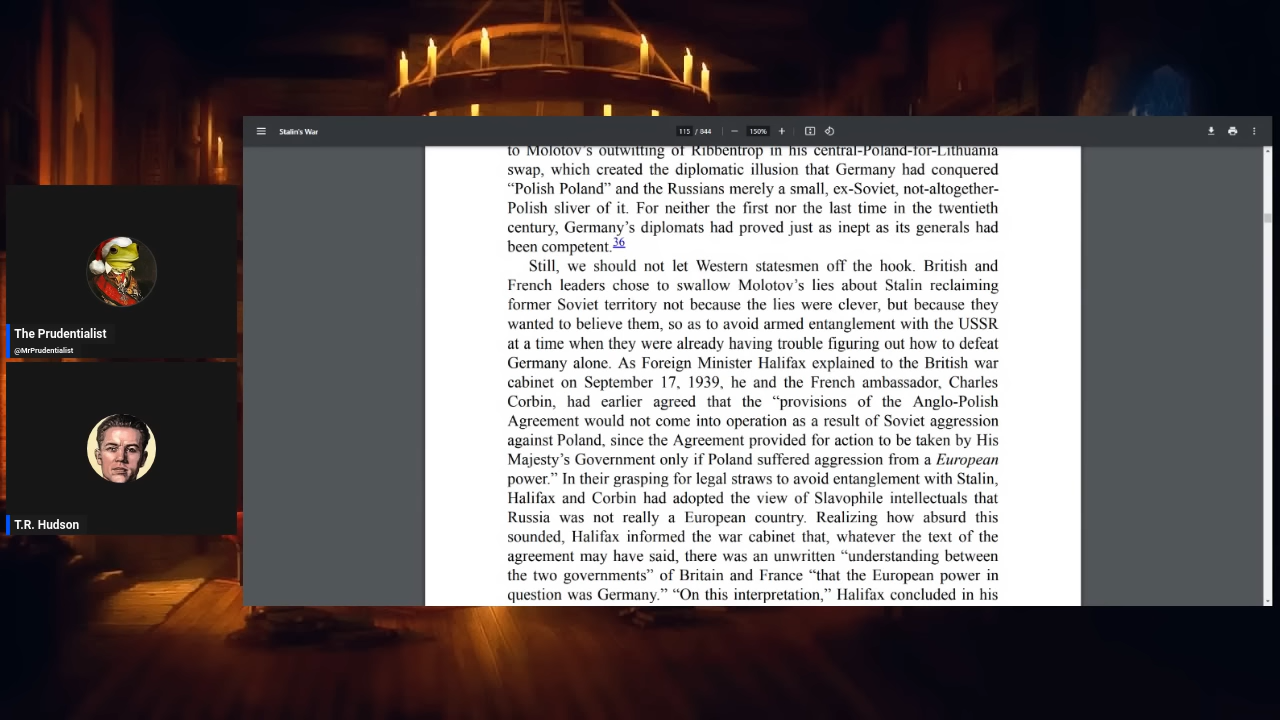 Stalin's War
115 / 844
150%
to Molotov's outwitting of Ribbentrop in his central-Poland-for-Lithuania
swap, which created the diplomatic illusion that Germany had conquered
“Polish Poland” and the Russians merely a small, ex-Soviet, not-altogether-
Polish sliver of it. For neither the first nor the last time in the twentieth
century, Germany’s diplomats had proved just as inept as its generals had
been competent.36
Still, we should not let Western statesmen off the hook. British and
French leaders chose to swallow Molotov’s lies about Stalin reclaiming
former Soviet territory not because the lies were clever, but because they
wanted to believe them, so as to avoid armed entanglement with the USSR
at a time when they were already having trouble figuring out how to defeat
Germany alone. As Foreign Minister Halifax explained to the British war
cabinet on September 17, 1939, he and the French ambassador, Charles
Corbin, had earlier agreed that the “provisions of the Anglo-Polish
Agreement would not come into operation as a result of Soviet aggression
against Poland, since the Agreement provided for action to be taken by His
Majesty’s Government only if Poland suffered aggression from a European
power.” In their grasping for legal straws to avoid entanglement with Stalin,
Halifax and Corbin had adopted the view of Slavophile intellectuals that
Russia was not really a European country. Realizing how absurd this
sounded, Halifax informed the war cabinet that, whatever the text of the
agreement may have said, there was an unwritten “understanding between
the two governments” of Britain and France “that the European power in
question was Germany.” “On this interpretation,” Halifax concluded in his
The Prudentialist
@MrPrudentialist
T.R. Hudson